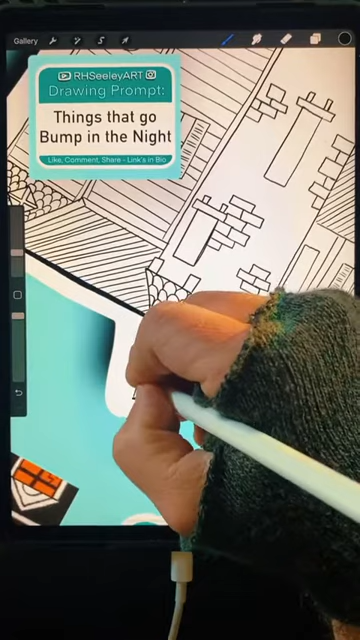 Gallery
RHSeeleyART
Drawing Prompt:
Things that go
Bump in the Night
Like, Comment, Share - Link's in Bio